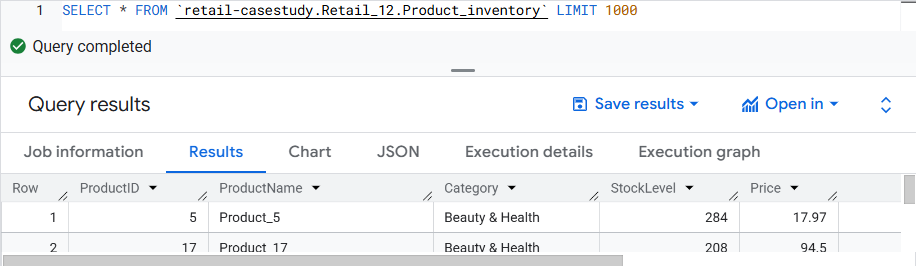 1 SELECT * FROM `retail-casestudy.Retail_12.Product_inventory` LIMIT 1000
Query completed
Query results Save results Open in
Job information Results Chart JSON Execution details Execution graph
Row ProductID ProductName Category StockLevel Price
1 5 Product_5 Beauty & Health 284 17.97
2 17 Product_17 Beauty & Health 208 94.5